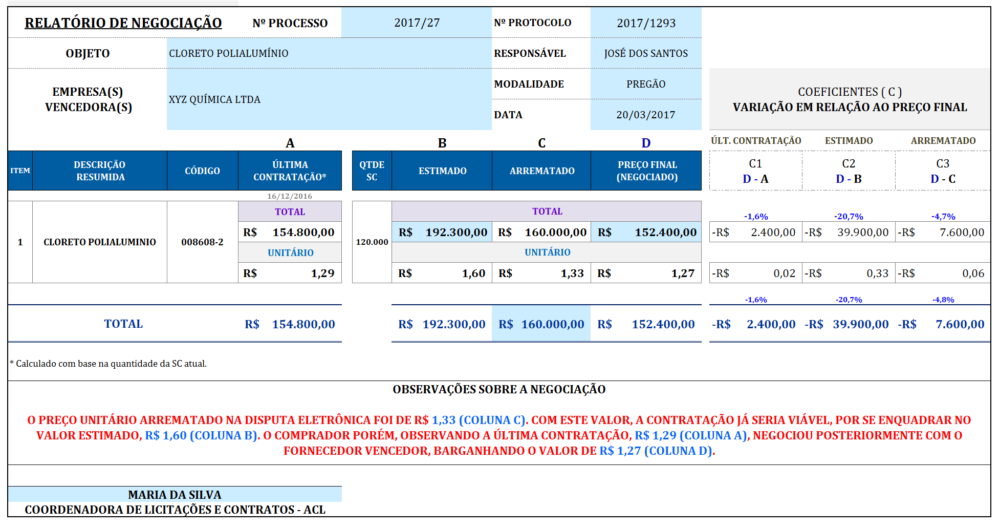 RELATÓRIO DE NEGOCIAÇÃO Nº PROCESSO 2017/27 Nº PROTOCOLO 2017/1293
OBJETO CLORETO POLIALUMÍNIO RESPONSÁVEL JOSÉ DOS SANTOS
EMPRESA(S)
VENCEDORA(S)
XYZ QUÍMICA LTDA
MODALIDADE PREGÃO
DATA 20/03/2017
COEFICIENTES ( C )
VARIAÇÃO EM RELAÇÃO AO PREÇO FINAL
A B C D ÚLT. CONTRATAÇÃO ESTIMADO ARREMATADO
ITEM
DESCRIÇÃO
RESUMIDA
CÓDIGO
ÚLTIMA
CONTRATAÇÃO*
QTDE
SC
ESTIMADO
ARREMATADO
PREÇO FINAL
(NEGOCIADO)
C1 C2 C3
D - A D - B D - C
16/12/2016
TOTAL TOTAL -1,6% -20,7% -4,7%
R$ 154.800,00 R$ 192.300,00 R$ 160.000,00 R$ 152.400,00 -R$ 2.400,00 -R$ 39.900,00 -R$ 7.600,00
1 CLORETO POLIALUMINIO 008608-2 120.000
UNITÁRIO UNITÁRIO
R$ 1,29 R$ 1,60 R$ 1,33 R$ 1,27 -R$ 0,02 -R$ 0,33 -R$ 0,06
-1,6% -20,7% -4,8%
TOTAL R$ 154.800,00 R$ 192.300,00 R$ 160.000,00 R$ 152.400,00 -R$ 2.400,00 -R$ 39.900,00 -R$ 7.600,00
* Calculado com base na quantidade da SC atual.
OBSERVAÇÕES SOBRE A NEGOCIAÇÃO
O PREÇO UNITÁRIO ARREMATADO NA DISPUTA ELETRÔNICA FOI DE R$ 1,33 (COLUNA C). COM ESTE VALOR, A CONTRATAÇÃO JÁ SERIA VIÁVEL, POR SE ENQUADRAR NO
VALOR ESTIMADO, R$ 1,60 (COLUNA B). O COMPRADOR PORÉM, OBSERVANDO A ÚLTIMA CONTRATAÇÃO, R$ 1,29 (COLUNA A), NEGOCIOU POSTERIORMENTE COM O
FORNECEDOR VENCEDOR, BARGANHANDO O VALOR DE R$ 1,27 (COLUNA D).
MARIA DA SILVA
COORDENADORA DE LICITAÇÕES E CONTRATOS - ACL